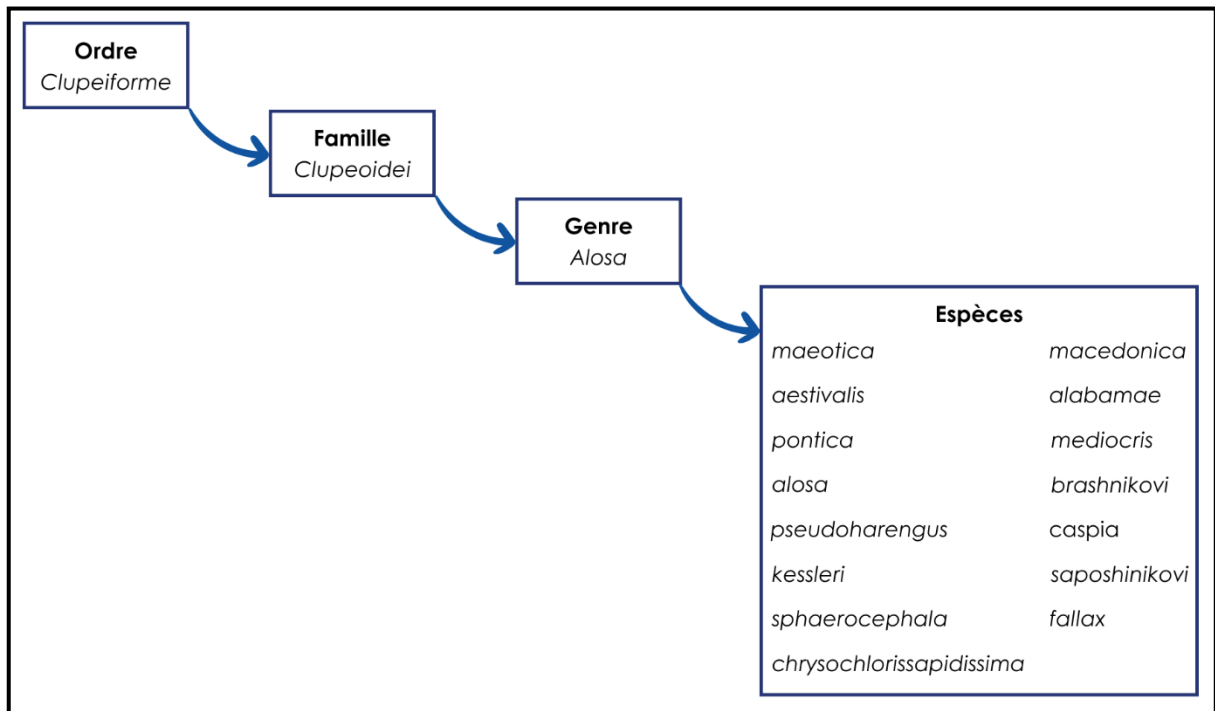 Ordre
Clupeiforme
Famille
Clupeoidei
Genre
Alosa
Espèces
maeotica
macedonica
aestivalis
alabamae
pontica
mediocris
alosa
brashnikovi
pseudoharengus
caspia
kessleri
saposhinikovi
sphaerocephala
fallax
chrysochlorissapidissima